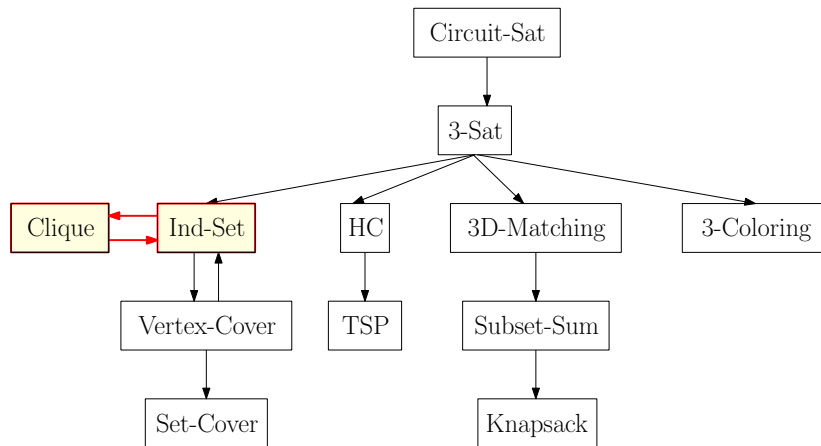 Circuit-Sat
3-Sat
Clique
Ind-Set
HC
3D-Matching
3-Coloring
Vertex-Cover
TSP
Subset-Sum
Set-Cover
Knapsack